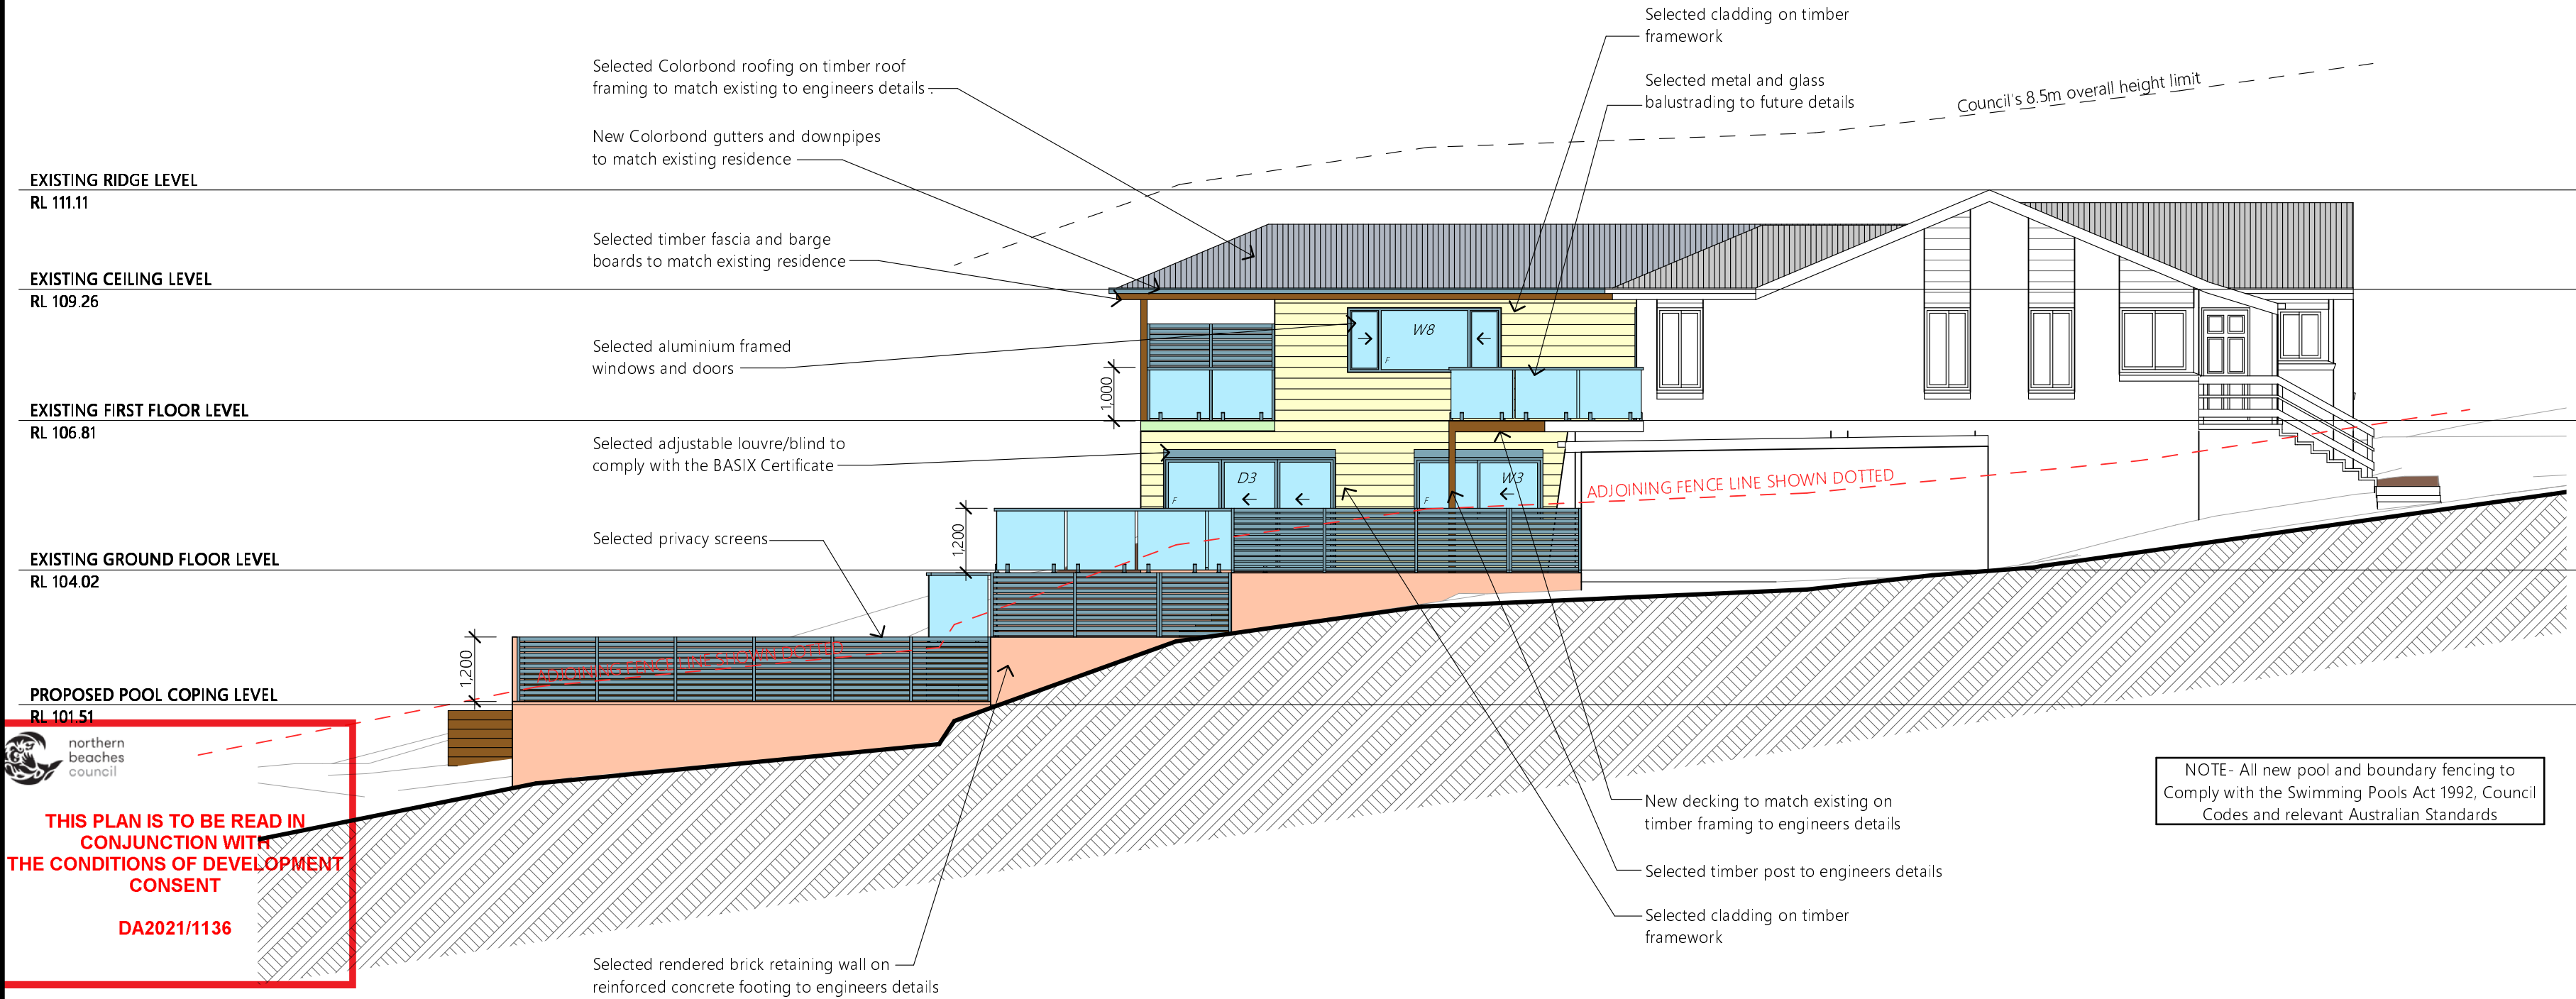 Selected cladding on timber
framework
Selected Colorbond roofing on timber roof
framing to match existing to engineers details .
Selected metal and glass
balustrading to future details
Council's 8.5m overall height limit
New Colorbond gutters and downpipes
to match existing residence
EXISTING RIDGE LEVEL
RL 111.11
Selected timber fascia and barge
boards to match existing residence
EXISTING CEILING LEVEL
RL 109.26
W8
F
Selected aluminium framed
windows and doors
1,000
EXISTING FIRST FLOOR LEVEL
RL 106.81
Selected adjustable louvre/blind to
comply with the BASIX Certificate
D3
F
W3
F
ADJOINING FENCE LINE SHOWN DOTTED
1,200
Selected privacy screens
EXISTING GROUND FLOOR LEVEL
RL 104.02
1,200
ADJOINING FENCE LINE SHOWN DOTTED
PROPOSED POOL COPING LEVEL
RL 101.51
northern
beaches
council
THIS PLAN IS TO BE READ IN
CONJUNCTION WITH
THE CONDITIONS OF DEVELOPMENT
CONSENT
DA2021/1136
NOTE- All new pool and boundary fencing to
Comply with the Swimming Pools Act 1992, Council
Codes and relevant Australian Standards
New decking to match existing on
timber framing to engineers details
Selected timber post to engineers details
Selected cladding on timber
framework
Selected rendered brick retaining wall on
reinforced concrete footing to engineers details